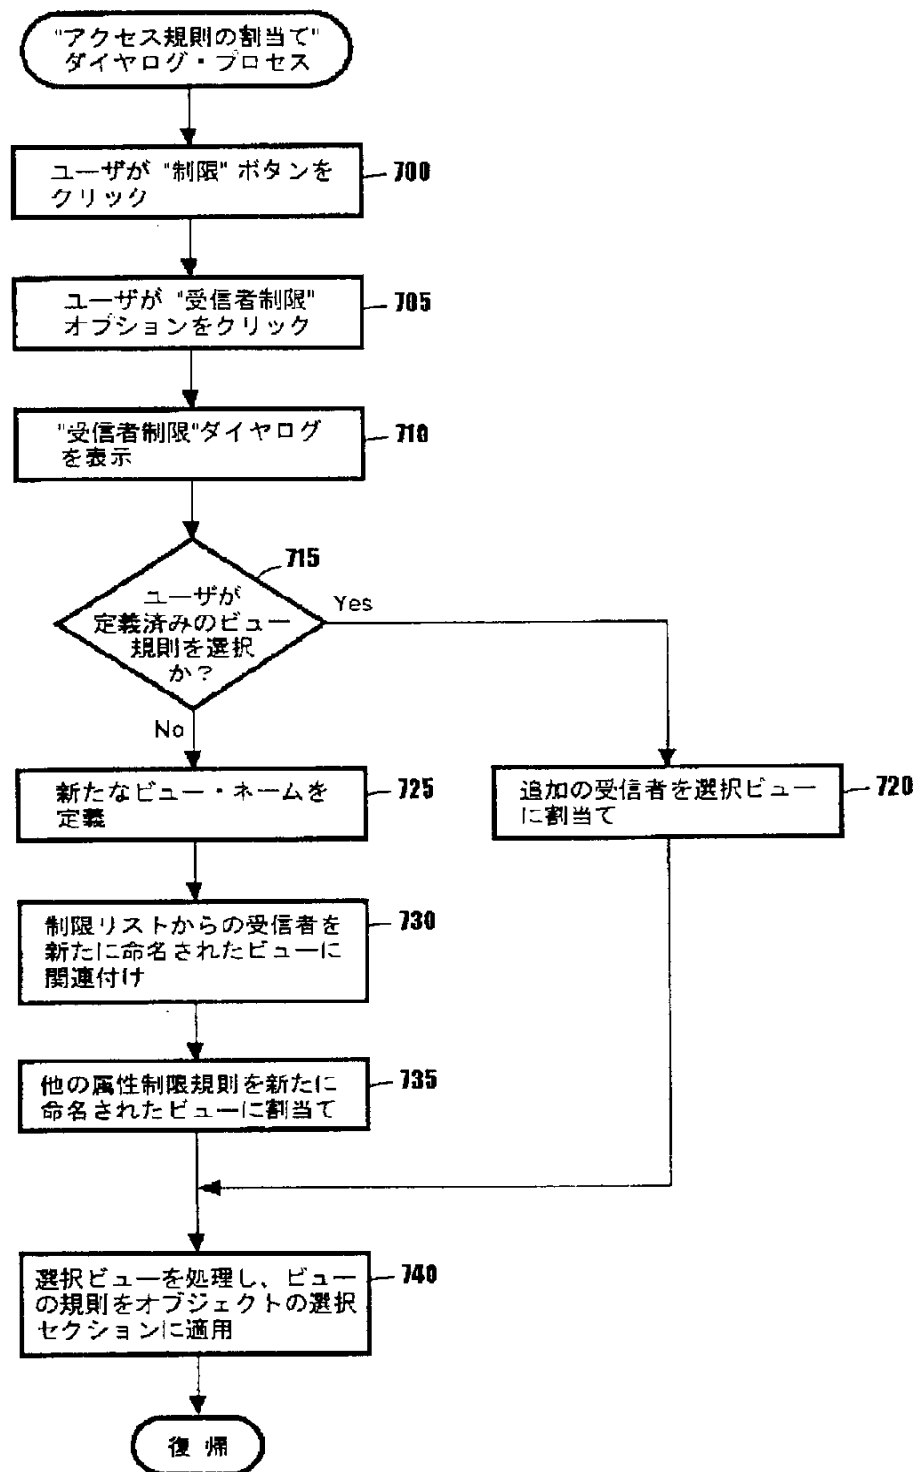 "アクセス規則の割当て"
ダイヤログ・プロセス
ユーザが "制限" ボタンを
クリック
700
ユーザが "受信者制限"
オプションをクリック
705
"受信者制限"ダイヤログ
を表示
710
715
ユーザが
定義済みのビュー
規則を選択
か?
Yes
No
新たなビュー・ネームを
定義
725
追加の受信者を選択ビュー
に割当て
720
制限リストからの受信者を
新たに命名されたビューに
関連付け
730
他の属性制限規則を新たに
命名されたビューに割当て
735
選択ビューを処理し、ビュー
の規則をオブジェクトの選択
セクションに適用
740
復 帰